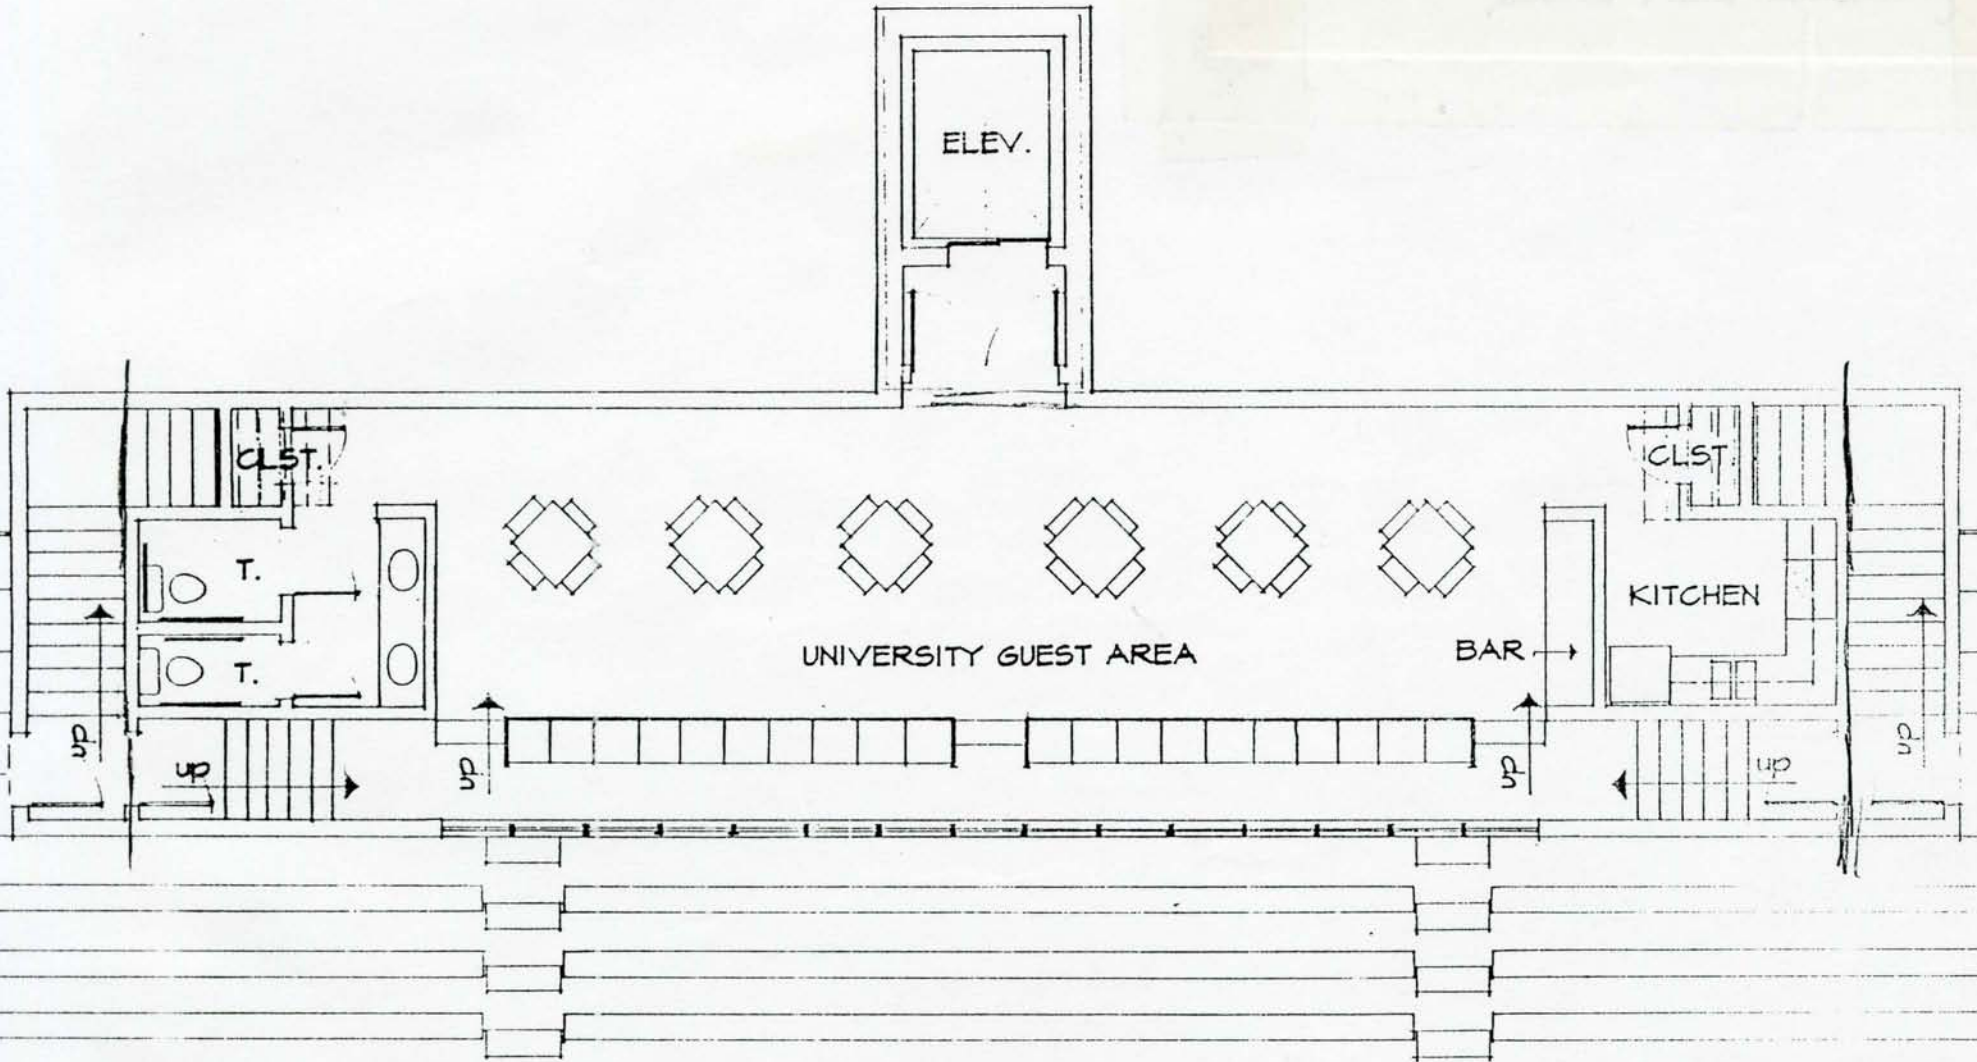 ELEV.
CLST.
CLST
T.
KITCHEN
UNIVERSITY GUEST AREA
BAR
T.
dn
dn
dn
dn
up
up